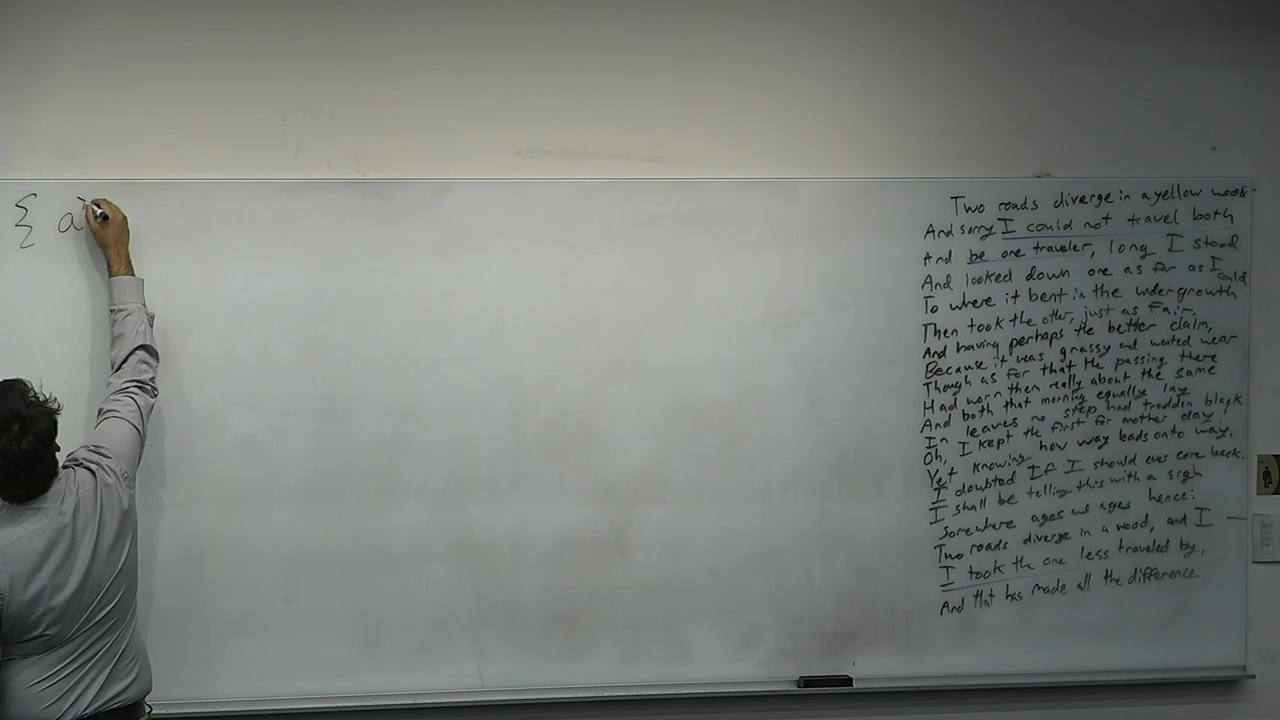 { a
Two roads diverge in a yellow wood.
And sorry I could not travel both
And be one traveler, long I stood
And looked down one as far as I could
To where it bent in the undergrowth
Then took the other, just as Fair,
And having perhaps the better claim,
Because it was grassy and wanted wear
Though as for that the passing there
Had worn then really about the same
And both that morning equally lay
In leaves no step had trodden black
Oh, I kept the first for another day.
Yet knowing how way leads onto way,
I doubted If I should ever come back.
I shall be telling this with a sigh
Somewhere ages and ages hence:
Two roads diverge in a wood, and I
I took the one less traveled by,
And that has made all the difference